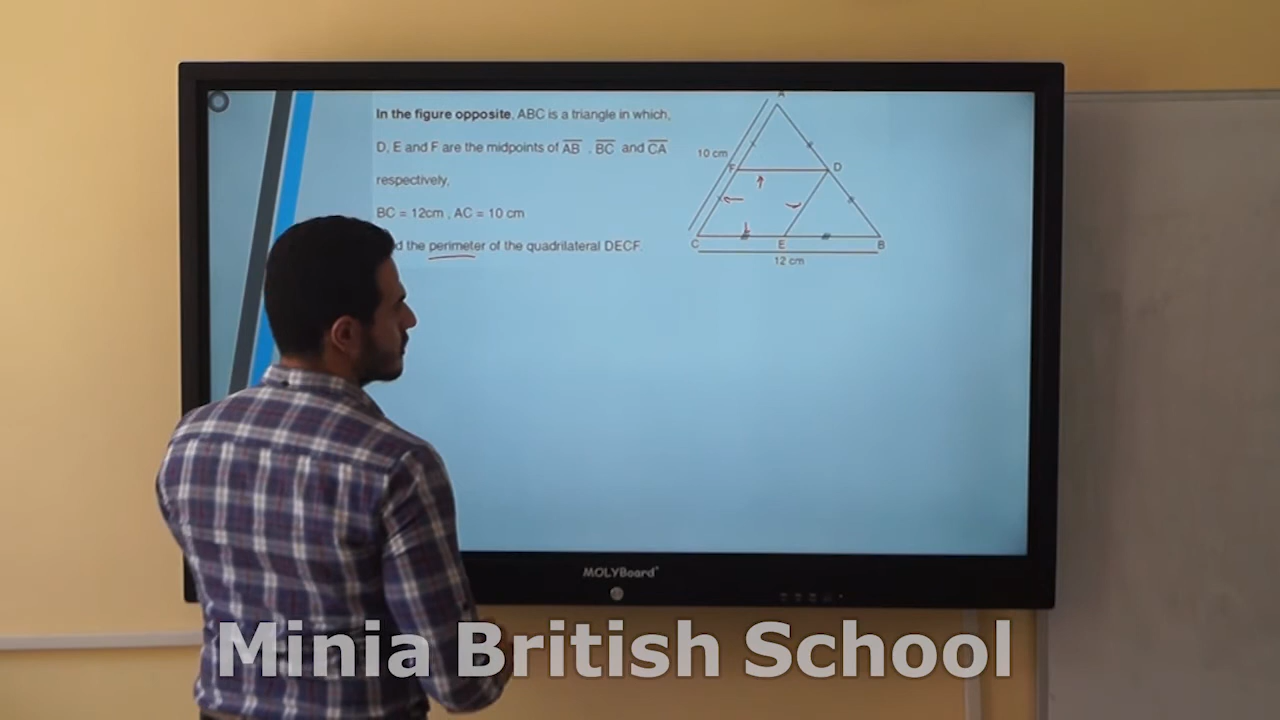 In the figure opposite, ABC is a triangle in which,
D, E and F are the midpoints of AB , BC and CA
respectively,
BC = 12cm , AC = 10 cm
the perimeter of the quadrilateral DECF.
A
10 cm
F
D
C
E
B
12 cm
MOLYBoard
Minia British School